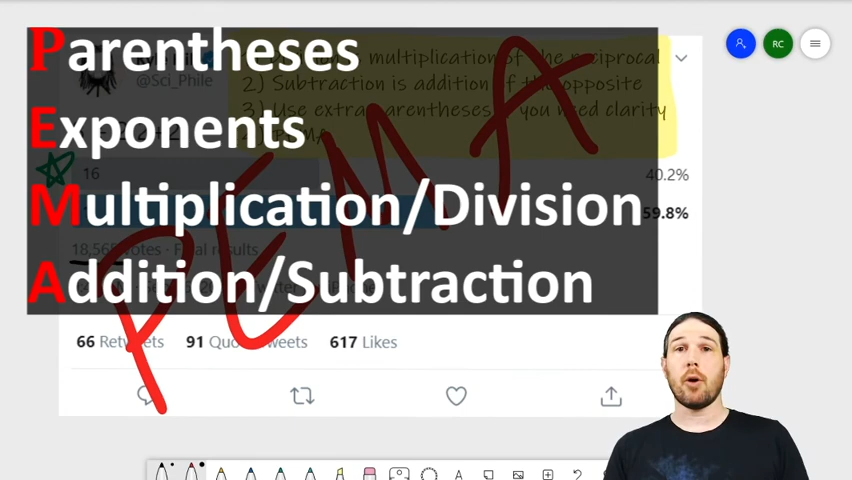 Parentheses
Exponents
Multiplication/Division
Addition/Subtraction
PEMA
@Sci_Phile
multiplication of the reciprocal
2) Subtraction is addition of the opposite
3) Use extra parentheses if you need clarity
16
40.2%
59.8%
votes · Final results
66 Retweets 91 Quote Tweets 617 Likes
RC